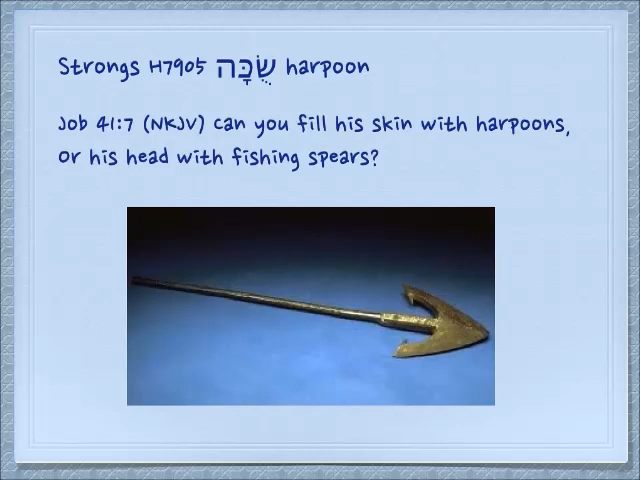 Strongs H7905 שֻׂכָּה harpoon
Job 41:7 (NKJV) Can you fill his skin with harpoons,
Or his head with fishing spears?